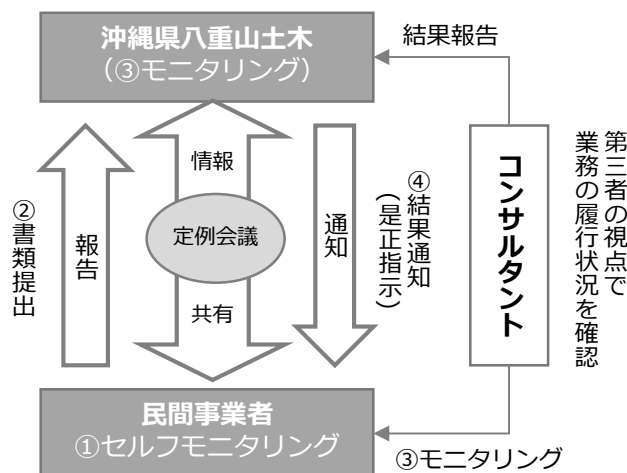 沖縄県八重山土木
（③モニタリング）
結果報告
情報
定例会議
共有
②書類提出
報告
通知
④結果通知
（是正指示）
コンサルタント
第三者の視点で
業務の履行状況を確認
民間事業者
①セルフモニタリング
③モニタリング